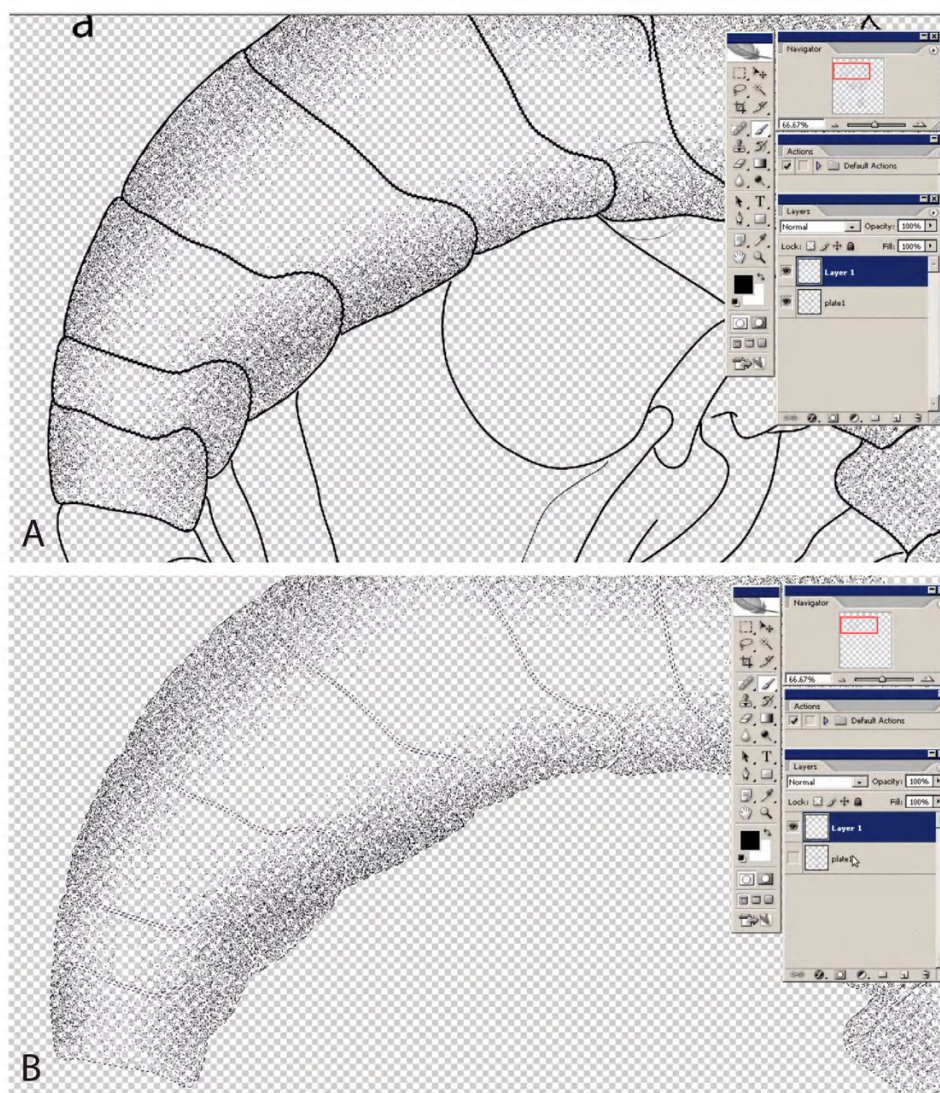 a
Navigator
66.67%
Actions
Default Actions
Layers
Normal Opacity: 100%
Lock: Fill: 100%
Layer 1
plate1
T
A
Navigator
66.67%
Actions
Default Actions
Layers
Normal Opacity: 100%
Lock: Fill: 100%
Layer 1
plate1
T
B